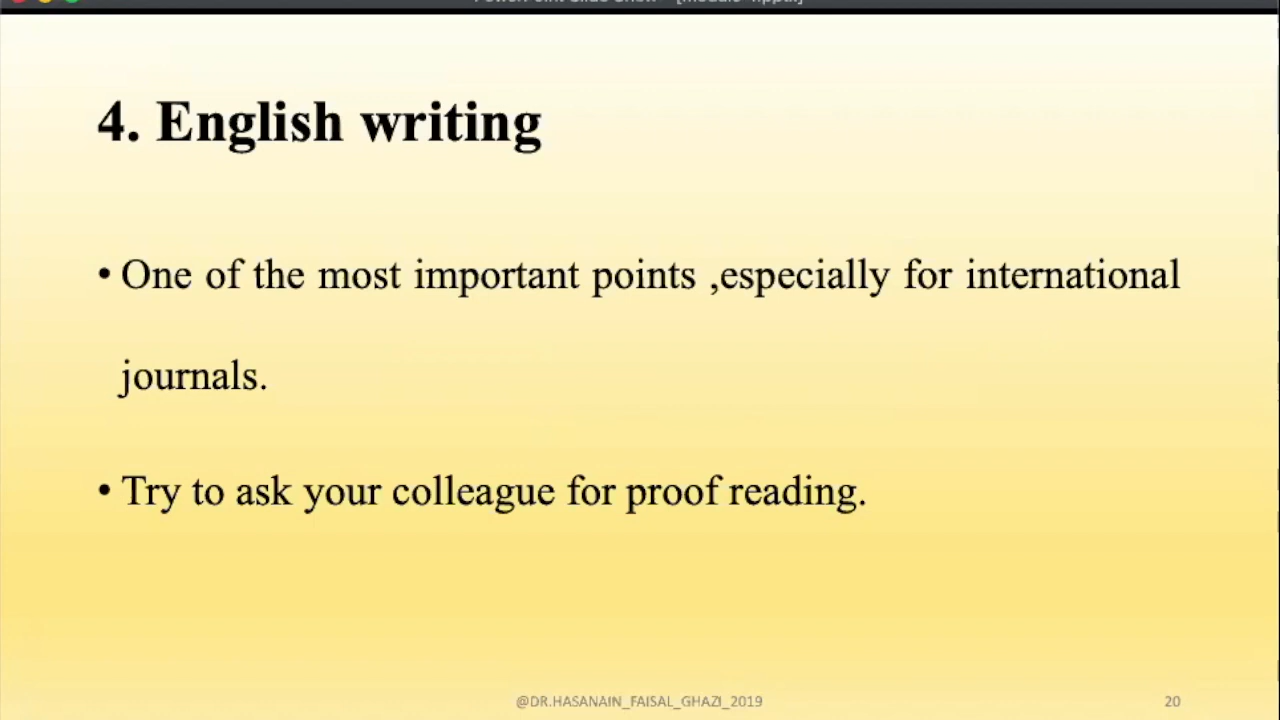 4. English writing
• One of the most important points ,especially for international
journals.
• Try to ask your colleague for proof reading.
@DR.HASANAIN_FAISAL_GHAZI_2019
20